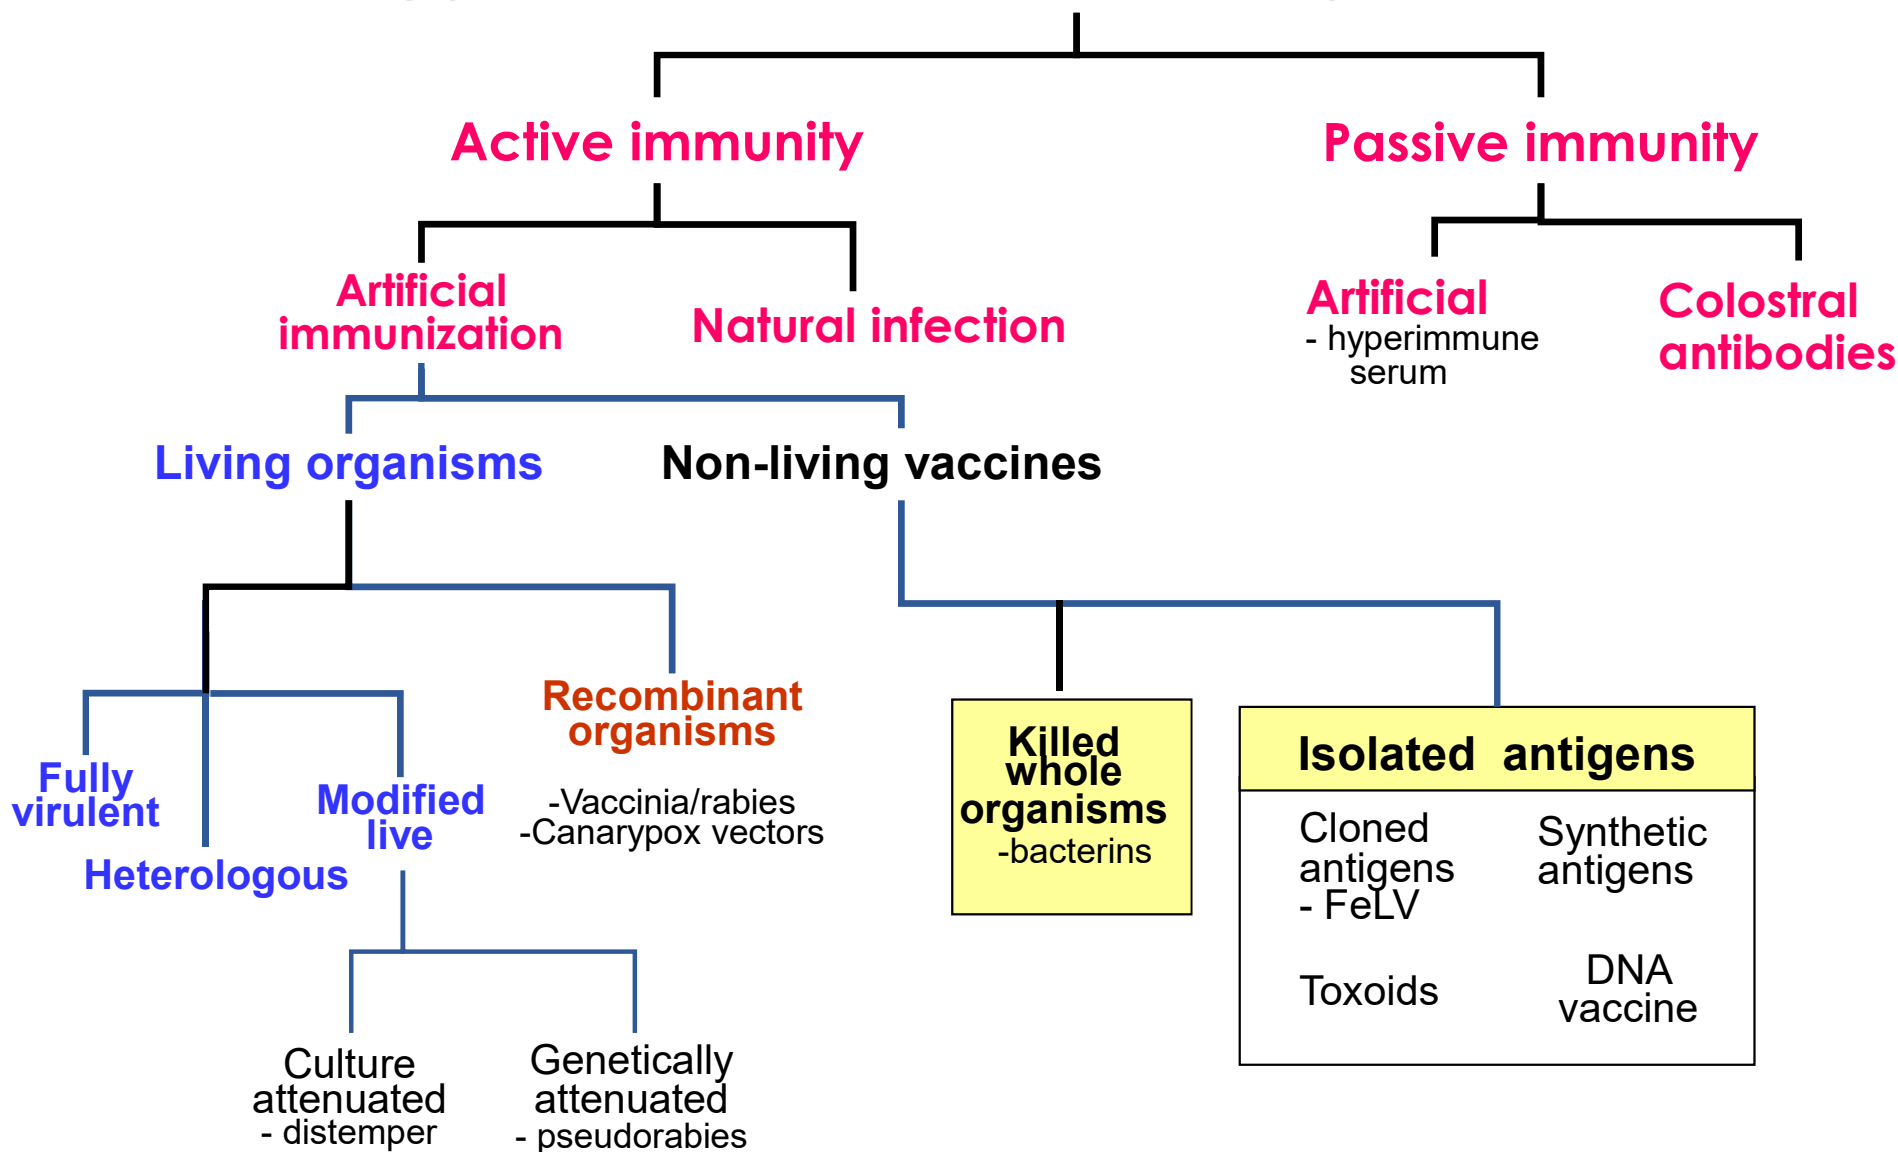 Active immunity
Passive immunity
Artificial
immunization
Natural infection
Artificial
- hyperimmune
serum
Colostral
antibodies
Living organisms
Non-living vaccines
Recombinant
organisms
-Vaccinia/rabies
-Canarypox vectors
Fully
virulent
Modified
live
Heterologous
Killed
whole
organisms
-bacterins
Isolated antigens
Cloned
antigens
- FeLV
Synthetic
antigens
Toxoids
DNA
vaccine
Culture
attenuated
- distemper
Genetically
attenuated
- pseudorabies